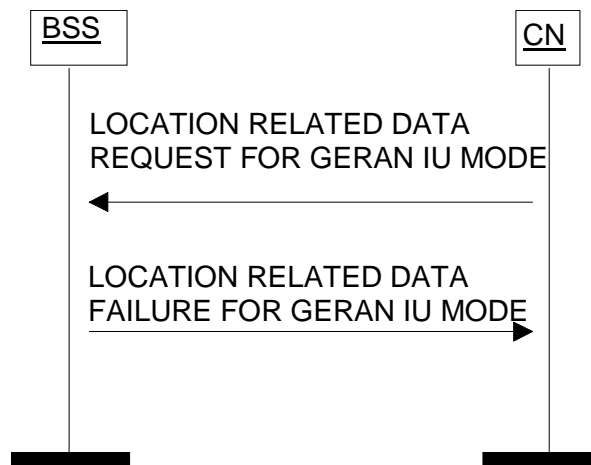 BSS
CN
LOCATION RELATED DATA
REQUEST FOR GERAN IU MODE
LOCATION RELATED DATA
FAILURE FOR GERAN IU MODE